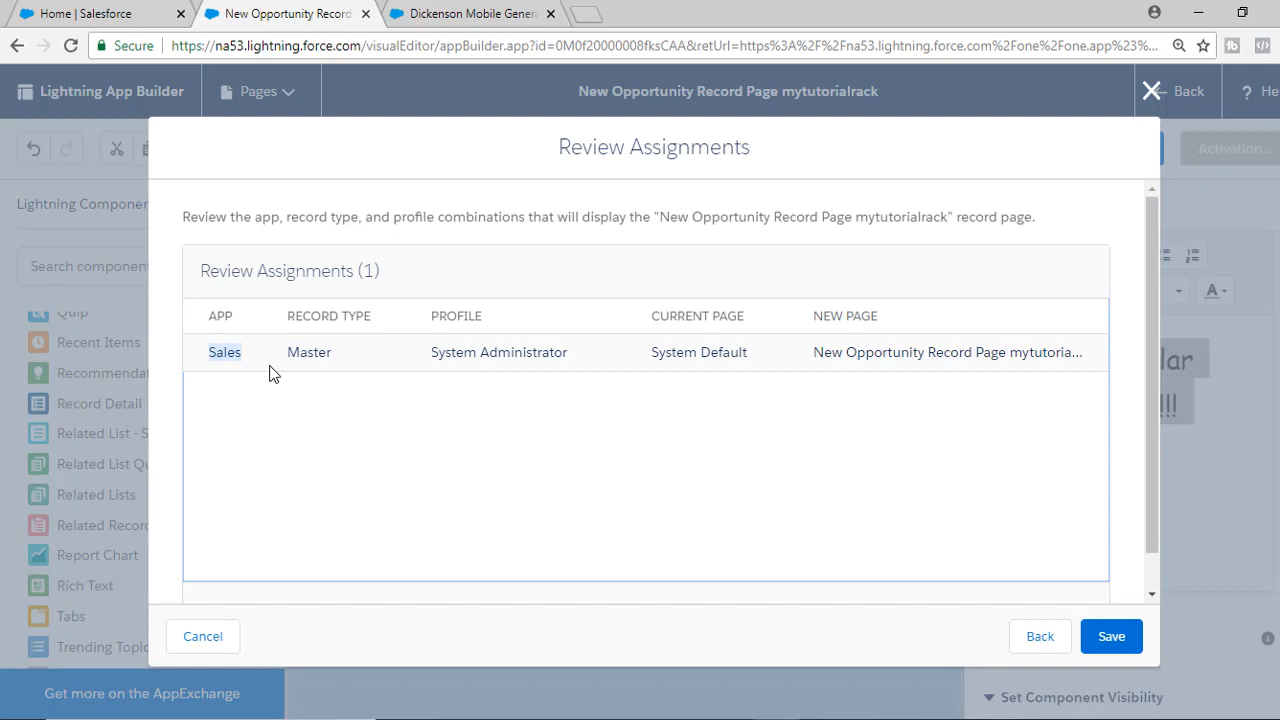 Home | Salesforce
New Opportunity Record
Dickenson Mobile Genera
Secure
https://na53.lightning.force.com/visualEditor/appBuilder.app?id=0M0f20000008fksCAA&retUrl=https%3A%2F%2Fna53.lightning.force.com%2Fone%2Fone.app%23%...
Lightning App Builder
Pages
New Opportunity Record Page mytutorialrack
Back
? He
Activation...
Review Assignments
Lightning Compone
Review the app, record type, and profile combinations that will display the "New Opportunity Record Page mytutorialrack" record page.
Search compone
Review Assignments (1)
APP RECORD TYPE PROFILE CURRENT PAGE NEW PAGE
Sales Master System Administrator System Default New Opportunity Record Page mytutoria...
Quip
Recent Items
Recommendat
Record Detail
Related List - S
Related List Qu
Related Lists
Related Recor
Report Chart
Rich Text
Tabs
Trending Topic
lar
!!!
A
Cancel
Back
Save
Get more on the AppExchange
Set Component Visibility